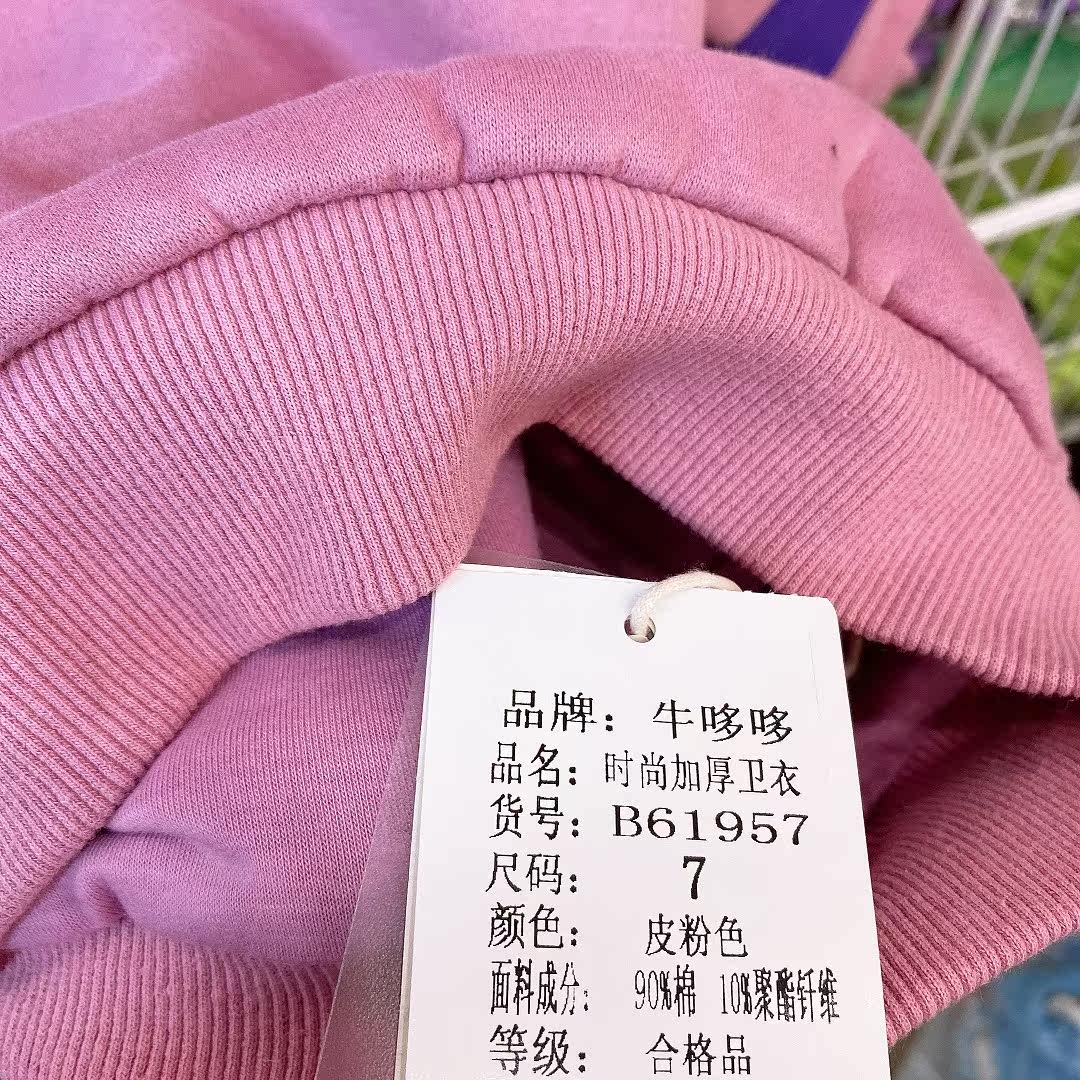 品牌：牛哆哆
品名：时尚加厚卫衣
货号：B61957
尺码：7
颜色：皮粉色
面料成分：90%棉 10%聚酯钎维
等级：合格品